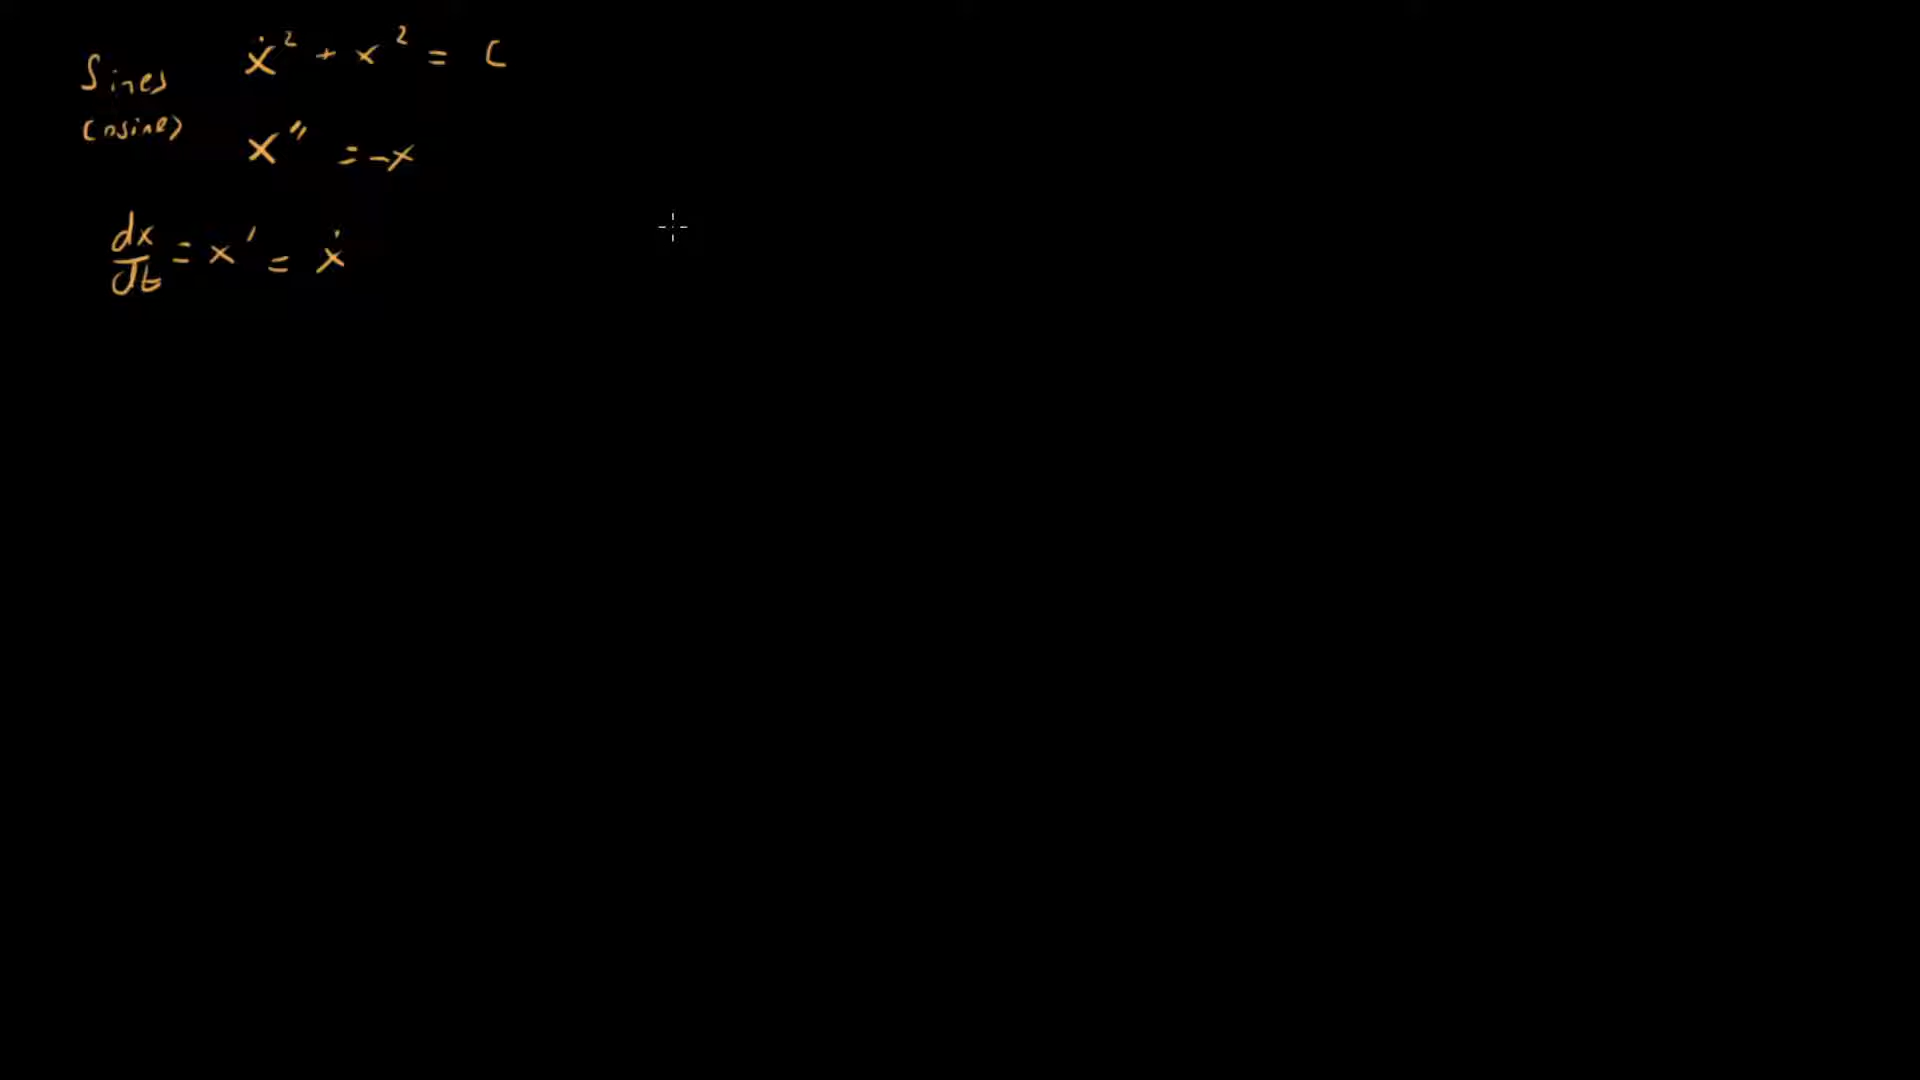 Sines ẋ² + x² = C
Cosine) x'' = -x
dx/dt = x' = ẋ